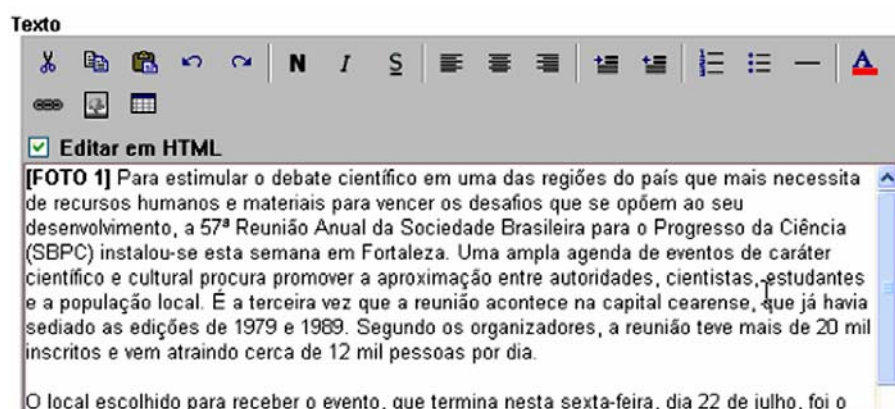 Texto
N I S A
Editar em HTML
[FOTO 1] Para estimular o debate científico em uma das regiões do país que mais necessita
de recursos humanos e materiais para vencer os desafios que se opõem ao seu
desenvolvimento, a 57ª Reunião Anual da Sociedade Brasileira para o Progresso da Ciência
(SBPC) instalou-se esta semana em Fortaleza. Uma ampla agenda de eventos de caráter
científico e cultural procura promover a aproximação entre autoridades, cientistas, estudantes
e a população local. É a terceira vez que a reunião acontece na capital cearense, que já havia
sediado as edições de 1979 e 1989. Segundo os organizadores, a reunião teve mais de 20 mil
inscritos e vem atraindo cerca de 12 mil pessoas por dia.
O local escolhido para receber o evento, que termina nesta sexta-feira, dia 22 de julho, foi o